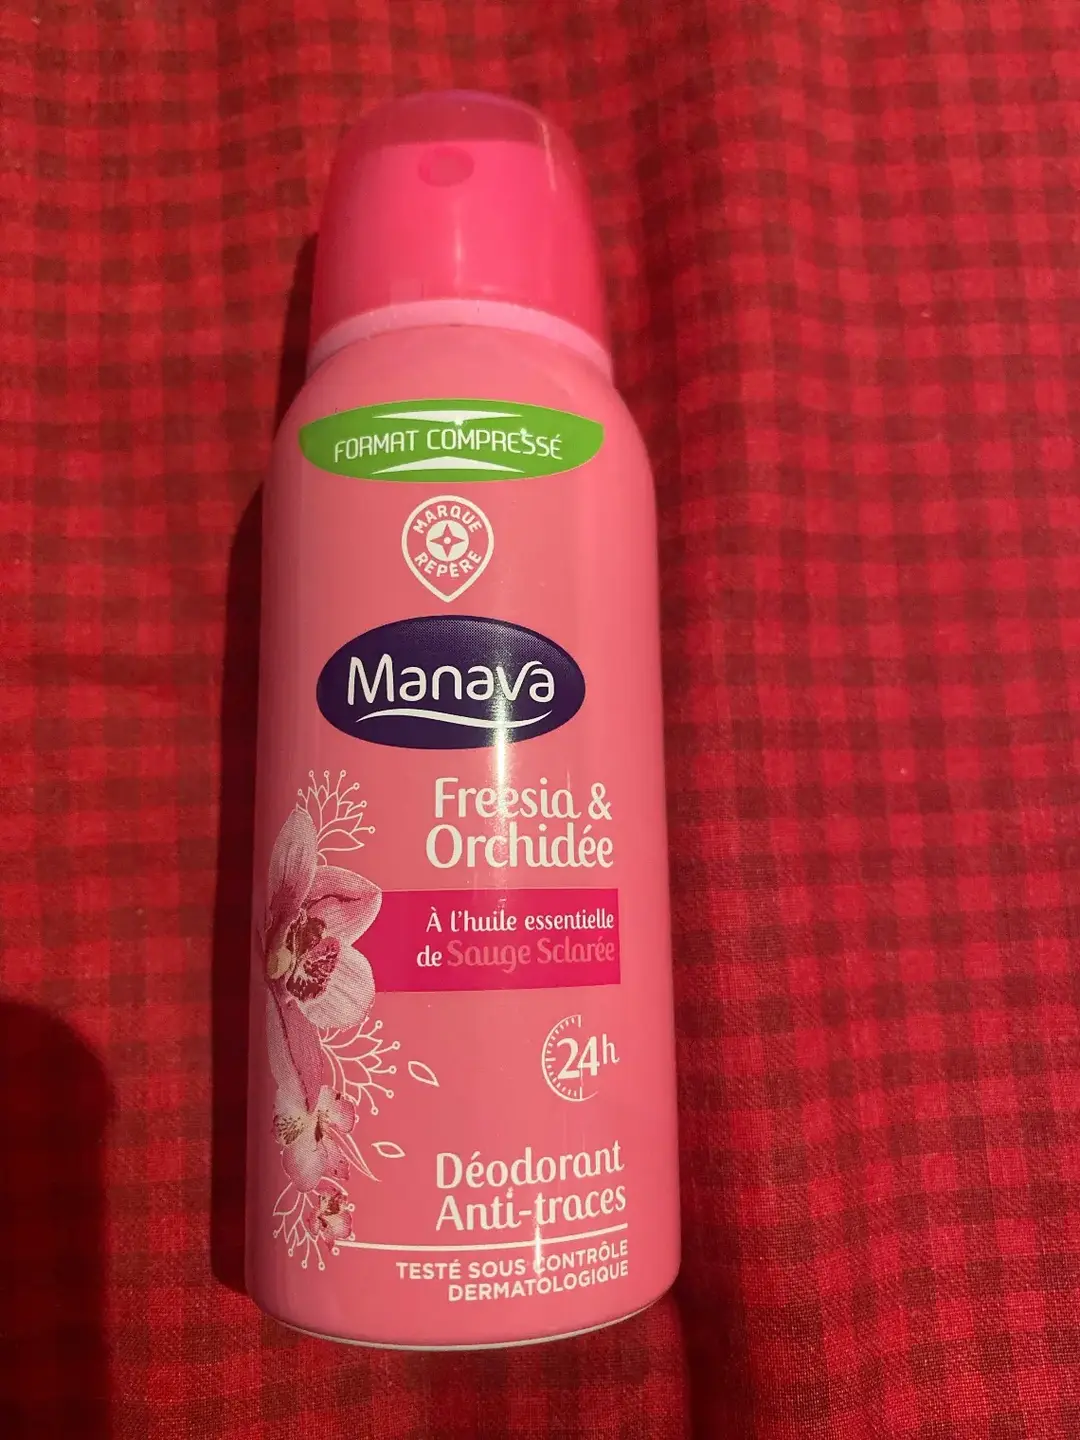 FORMAT COMPRESSÉ
MARQUE
REPÈRE
Manava
Freesia &
Orchidée
À l'huile essentielle
de Sauge Sclarée
24h
Déodorant
Anti-traces
TESTÉ SOUS CONTRÔLE
DERMATOLOGIQUE